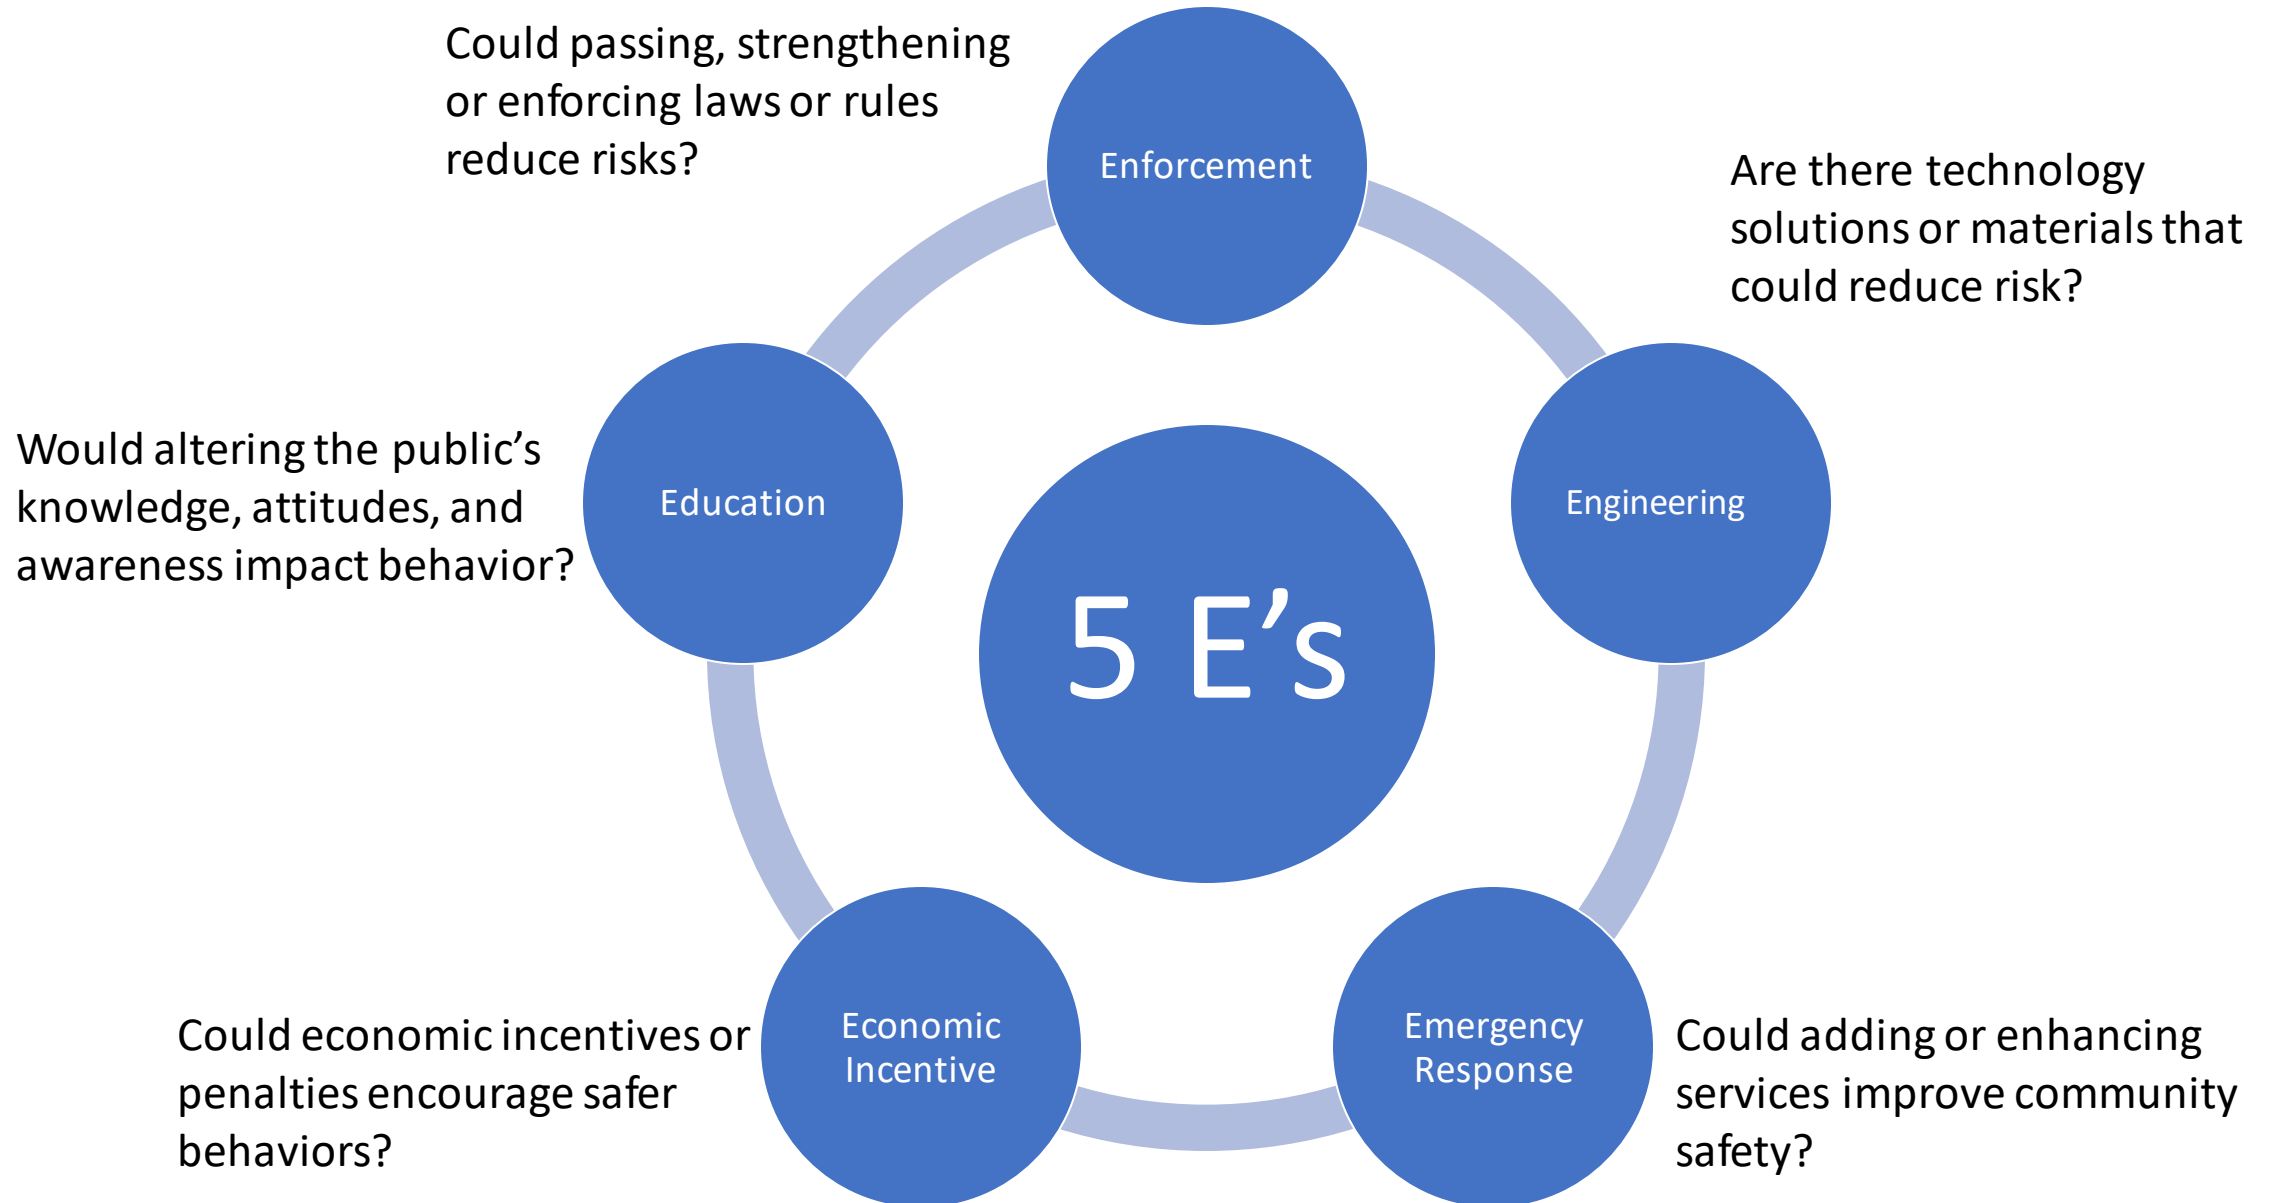 Could passing, strengthening
or enforcing laws or rules
reduce risks?
Enforcement
Are there technology
solutions or materials that
could reduce risk?
Would altering the public’s
knowledge, attitudes, and
awareness impact behavior?
Education
Engineering
5 E’s
Could economic incentives or
penalties encourage safer
behaviors?
Economic
Incentive
Emergency
Response
Could adding or enhancing
services improve community
safety?